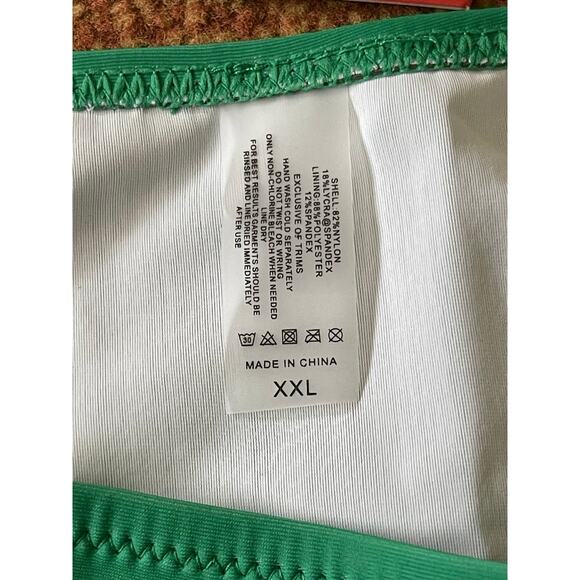 SHELL: 82%NYLON
18%LYCRA@SPANDEX
LINING:88%POLYESTER
12%SPANDEX
EXCLUSIVE OF TRIMS
HAND WASH COLD SEPARATELY
DO NOT TWIST OR WRING
ONLY NON-CHLORINE BLEACH WHEN NEEDED
LINE DRY
FOR BEST RESULTS GARMENTS SHOULD BE
RINSED AND LINE DRIED IMMEDIATELY
AFTER USE
30
MADE IN CHINA
XXL